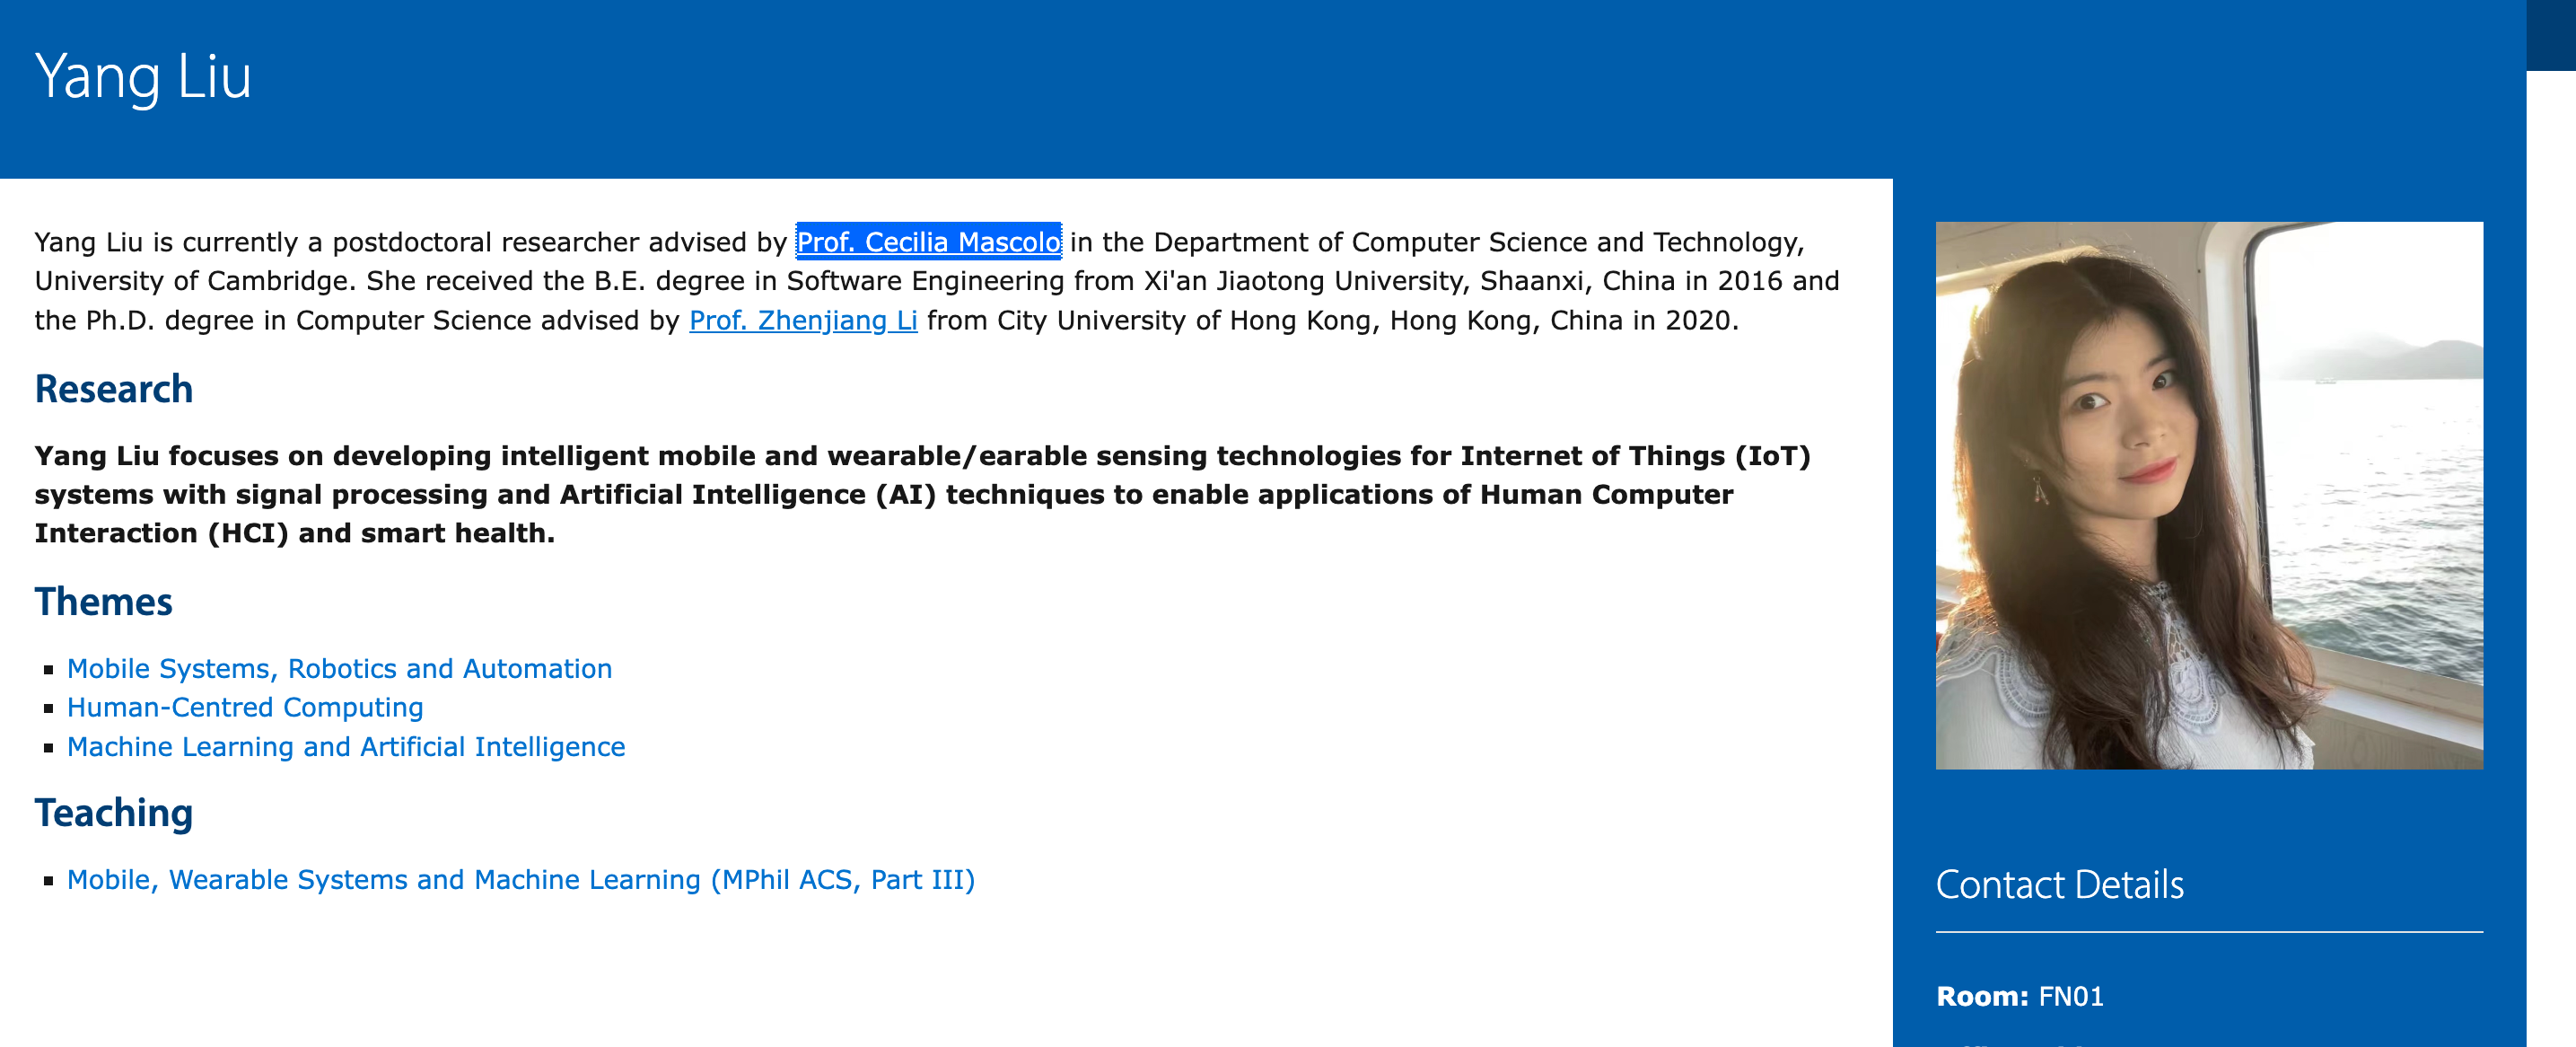 Yang Liu
Yang Liu is currently a postdoctoral researcher advised by Prof. Cecilia Mascolo in the Department of Computer Science and Technology,
University of Cambridge. She received the B.E. degree in Software Engineering from Xi'an Jiaotong University, Shaanxi, China in 2016 and
the Ph.D. degree in Computer Science advised by Prof. Zhenjiang Li from City University of Hong Kong, Hong Kong, China in 2020.
Research
Yang Liu focuses on developing intelligent mobile and wearable/earable sensing technologies for Internet of Things (IoT)
systems with signal processing and Artificial Intelligence (AI) techniques to enable applications of Human Computer
Interaction (HCI) and smart health.
Themes
Mobile Systems, Robotics and Automation
Human-Centred Computing
Machine Learning and Artificial Intelligence
Teaching
Mobile, Wearable Systems and Machine Learning (MPhil ACS, Part III)
Contact Details
Room: FN01